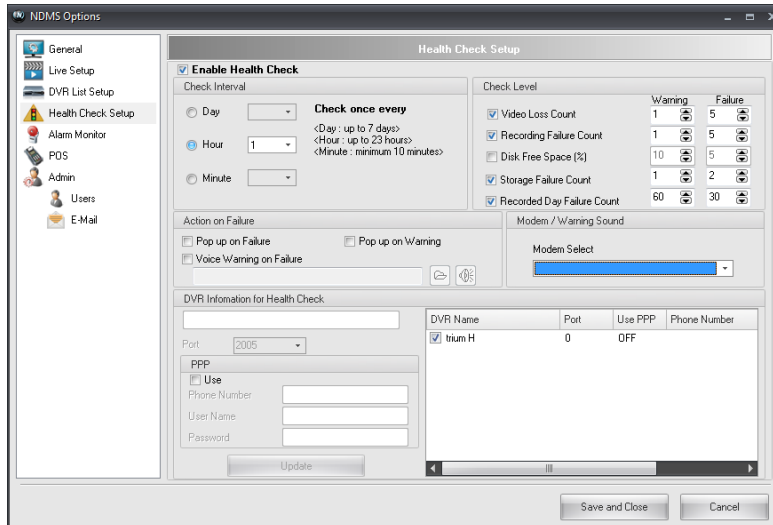 NDMS Options
General
Live Setup
DVR List Setup
Health Check Setup
Alarm Monitor
POS
Admin
Users
E-Mail
Health Check Setup
Enable Health Check
Check Interval
Day
Hour 1
Minute
Check once every
<Day : up to 7 days>
<Hour : up to 23 hours>
<Minute : minimum 10 minutes>
Check Level
Warning Failure
Video Loss Count 1 5
Recording Failure Count 1 5
Disk Free Space (%) 10 5
Storage Failure Count 1 2
Recorded Day Failure Count 60 30
Action on Failure
Pop up on Failure Pop up on Warning
Voice Warning on Failure
Modem / Warning Sound
Modem Select
DVR Infomation for Health Check
Port 2005
PPP
Use
Phone Number
User Name
Password
Update
DVR Name Port Use PPP Phone Number
trium H 0 OFF
Save and Close Cancel